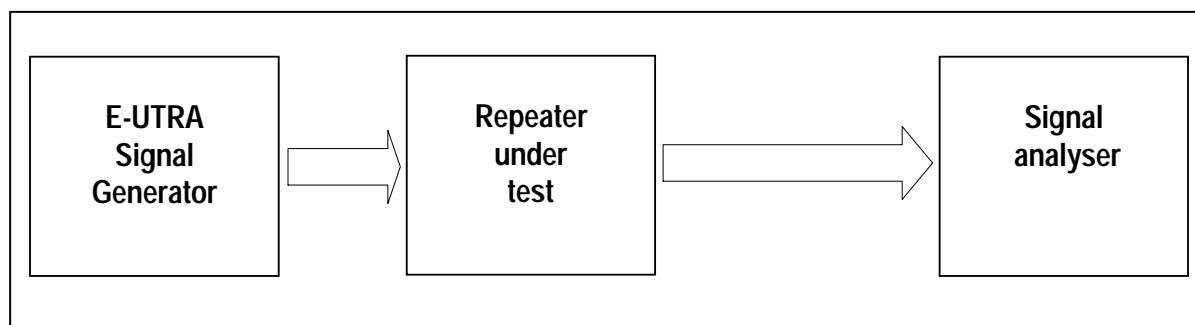 E-UTRA
Signal
Generator
Repeater
under
test
Signal
analyser